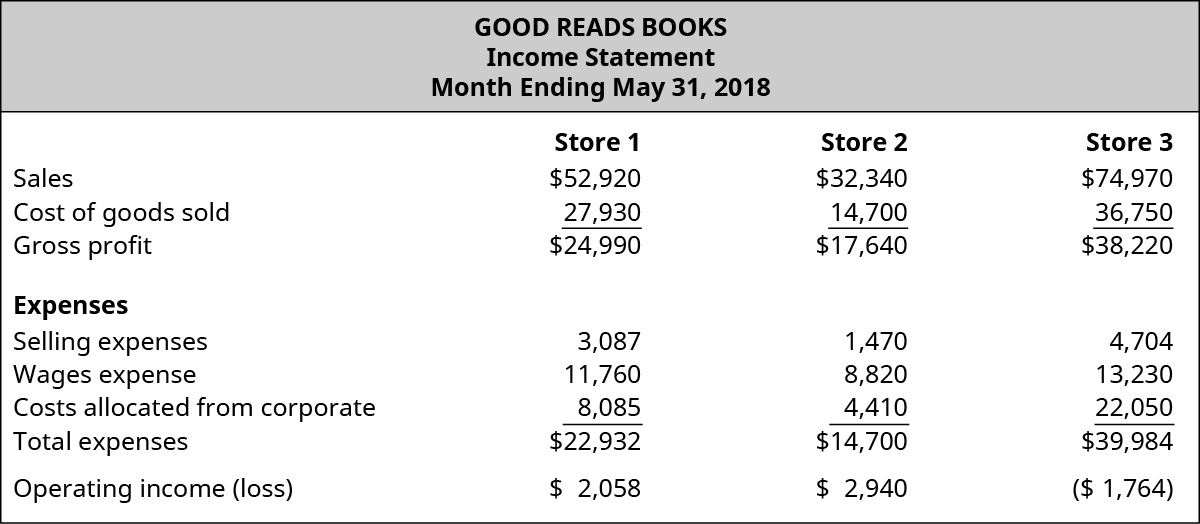 GOOD READS BOOKS
Income Statement
Month Ending May 31, 2018
Store 1 Store 2 Store 3
Sales $52,920 $32,340 $74,970
Cost of goods sold 27,930 14,700 36,750
Gross profit $24,990 $17,640 $38,220
Expenses
Selling expenses 3,087 1,470 4,704
Wages expense 11,760 8,820 13,230
Costs allocated from corporate 8,085 4,410 22,050
Total expenses $22,932 $14,700 $39,984
Operating income (loss) $ 2,058 $ 2,940 ($ 1,764)